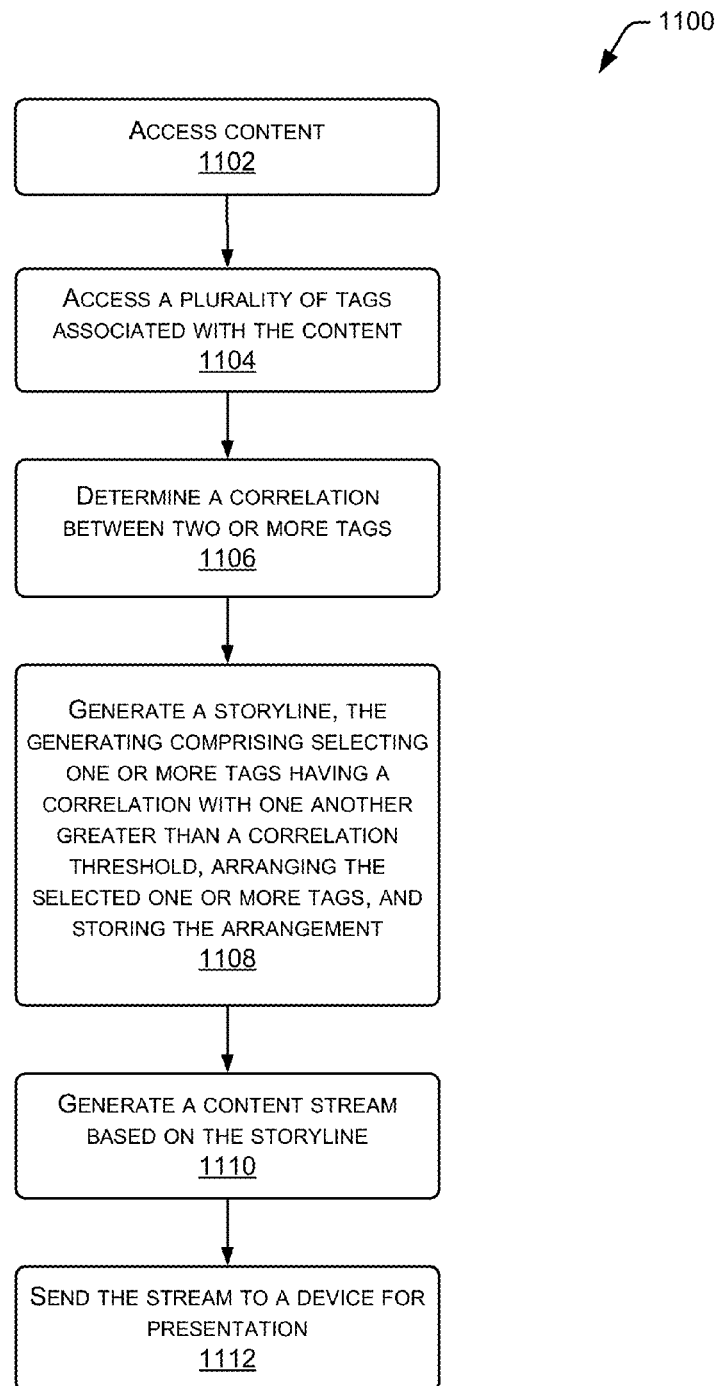 1100
ACCESS CONTENT
1102
ACCESS A PLURALITY OF TAGS
ASSOCIATED WITH THE CONTENT
1104
DETERMINE A CORRELATION
BETWEEN TWO OR MORE TAGS
1106
GENERATE A STORYLINE, THE
GENERATING COMPRISING SELECTING
ONE OR MORE TAGS HAVING A
CORRELATION WITH ONE ANOTHER
GREATER THAN A CORRELATION
THRESHOLD, ARRANGING THE
SELECTED ONE OR MORE TAGS, AND
STORING THE ARRANGEMENT
1108
GENERATE A CONTENT STREAM
BASED ON THE STORYLINE
1110
SEND THE STREAM TO A DEVICE FOR
PRESENTATION
1112